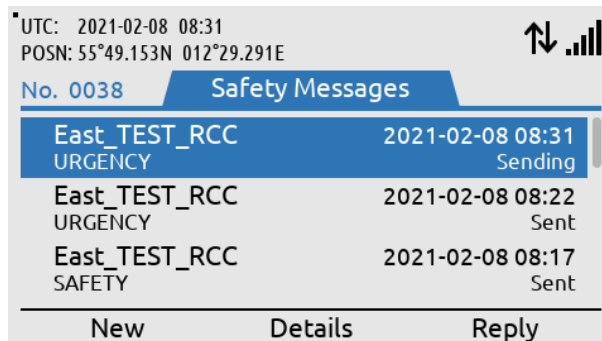 UTC: 2021-02-08 08:31
POSN: 55°49.153N 012°29.291E
No. 0038 Safety Messages
East_TEST_RCC 2021-02-08 08:31
URGENCY Sending
East_TEST_RCC 2021-02-08 08:22
URGENCY Sent
East_TEST_RCC 2021-02-08 08:17
SAFETY Sent
New Details Reply